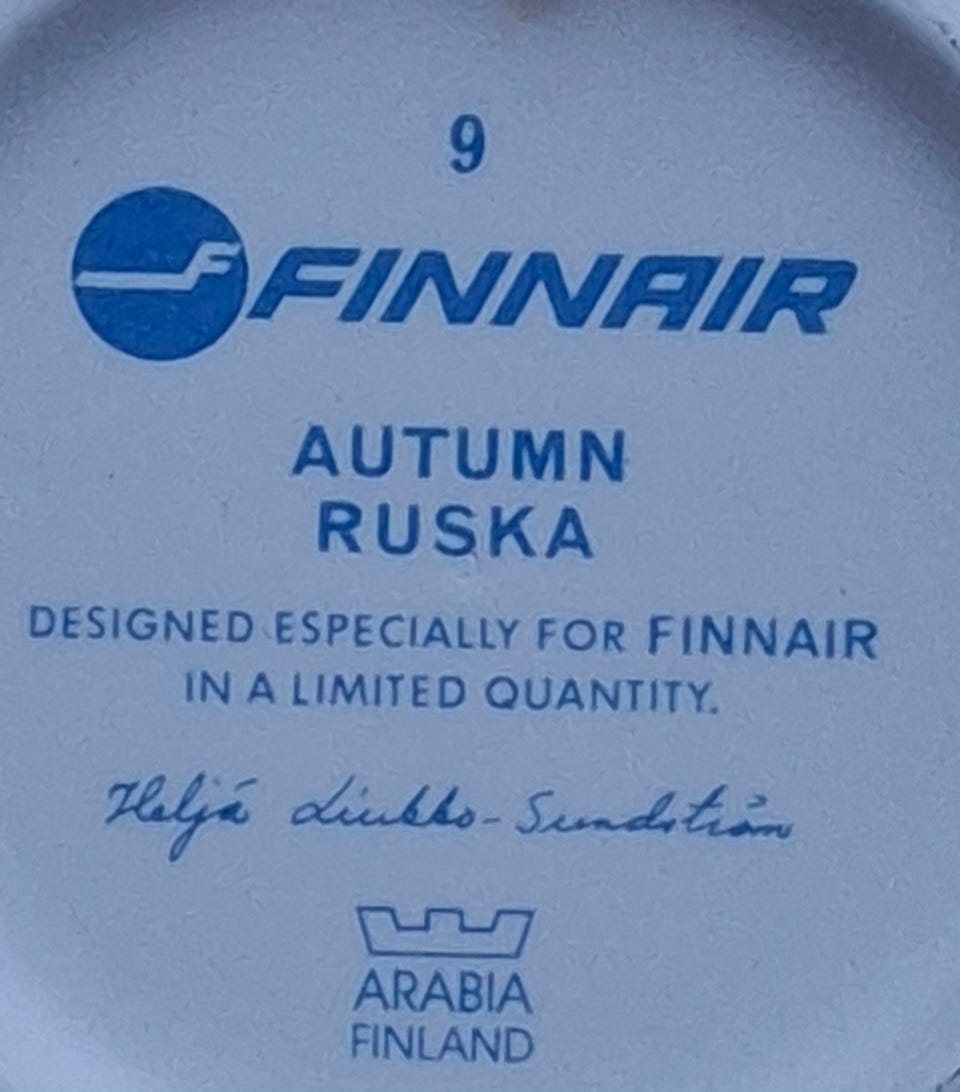 9
F FINNAIR
AUTUMN
RUSKA
DESIGNED ESPECIALLY FOR FINNAIR
IN A LIMITED QUANTITY.
Heljä Liukko-Sundström
ARABIA
FINLAND